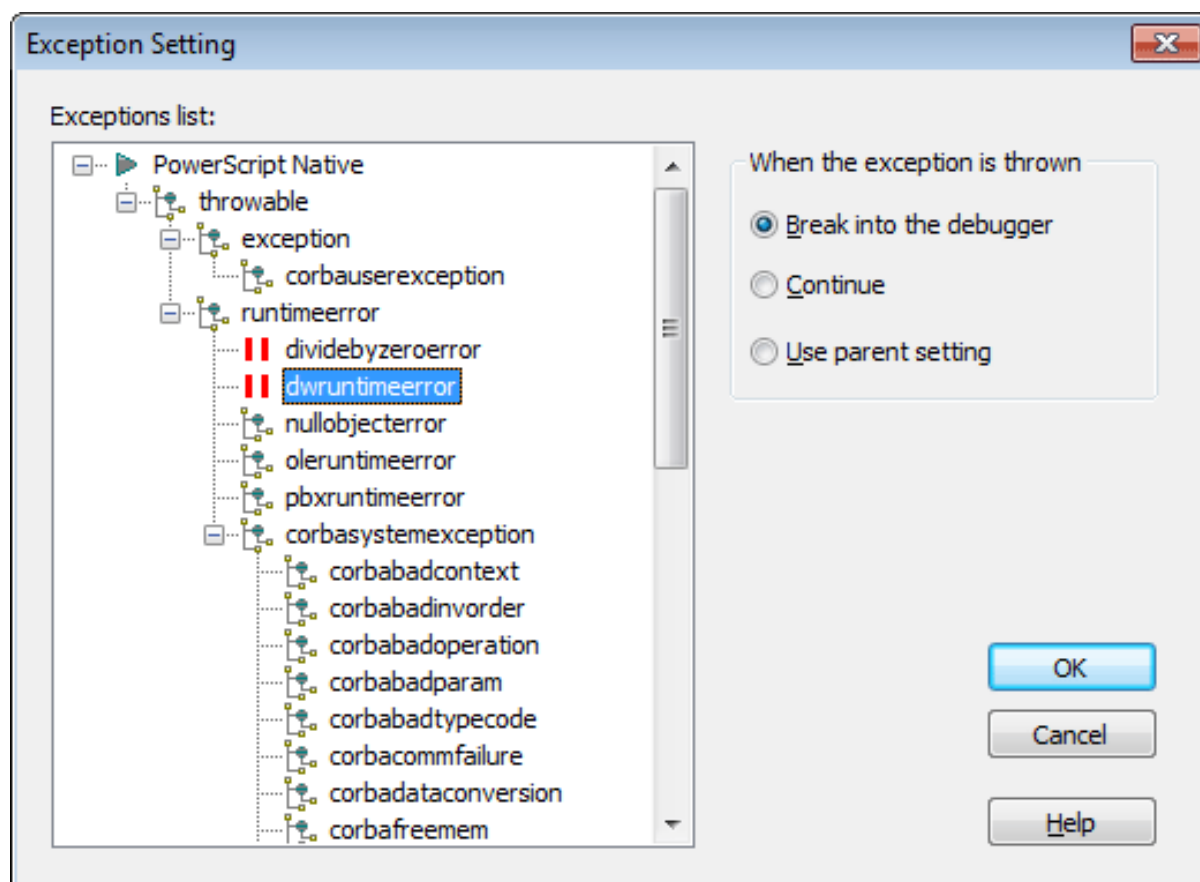 Exception Setting
Exceptions list:
PowerScript Native
throwable
exception
corbauserexception
runtimeerror
dividebyzeroerror
dwruntimeerror
nullobjecterror
oleruntimeerror
pbxruntimeerror
corbasystemexception
corbabadcontext
corbabadinvorder
corbabadoperation
corbabadparam
corbabadtypecode
corbacommfailure
corbadataconversion
corbafreemem
When the exception is thrown
Break into the debugger
Continue
Use parent setting
OK
Cancel
Help